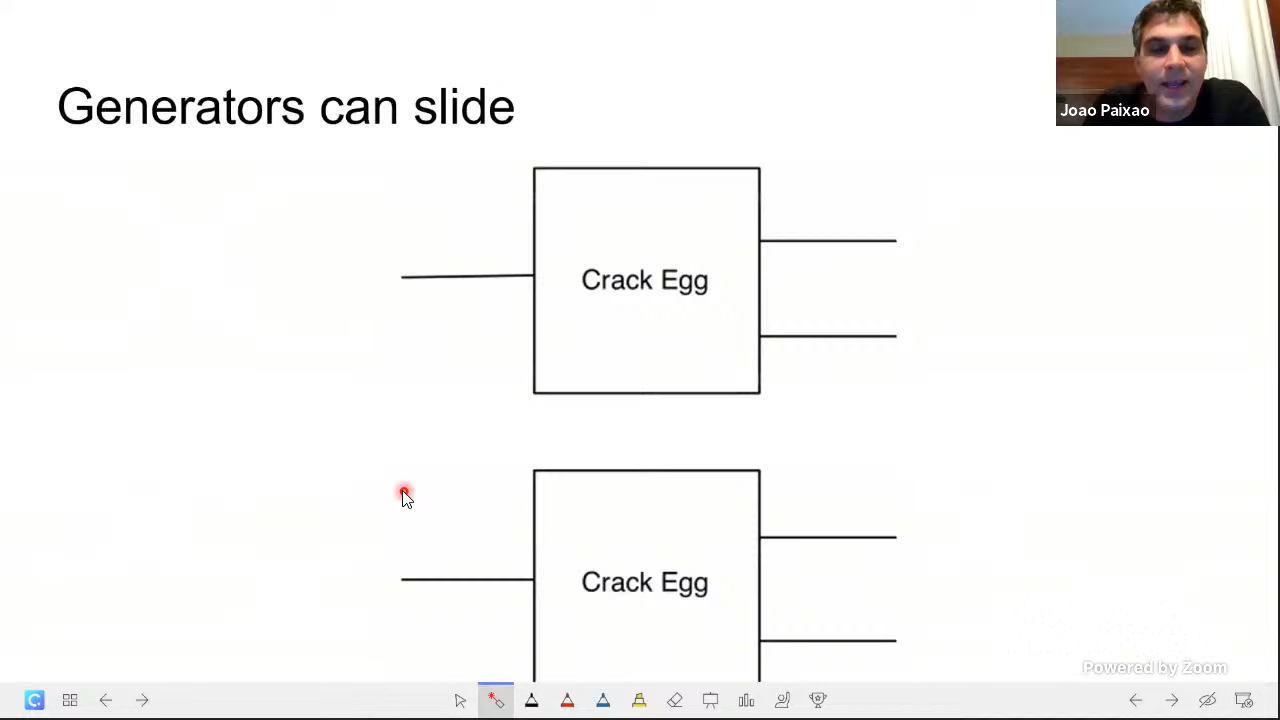 Generators can slide
Joao Paixao
Crack Egg
Crack Egg
Powered by Zoom